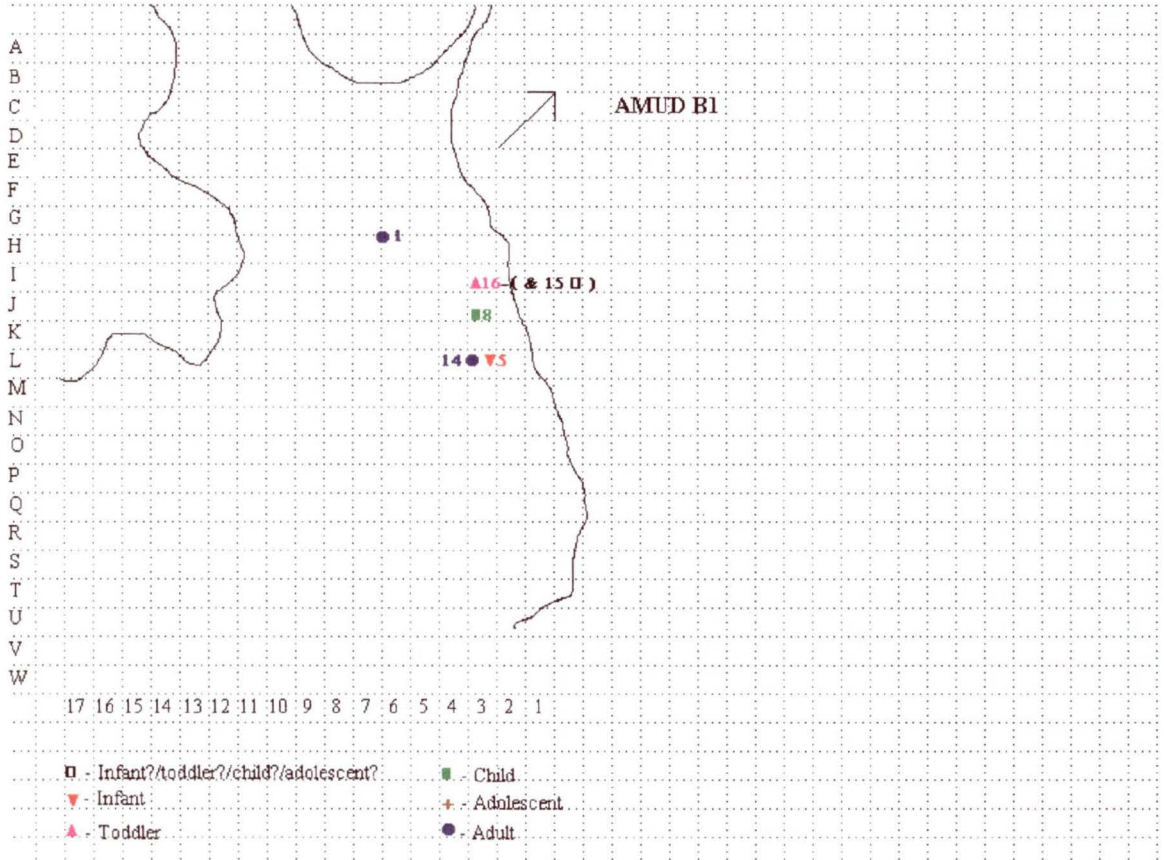 AMUD B1
A
B
C
D
E
F
G
H
I
J
K
L
M
N
O
P
Q
R
S
T
U
V
W
1
16 ( & 15 )
8
14 5
17 16 15 14 13 12 11 10 9 8 7 6 5 4 3 2 1
- Infant?/toddler?/child?/adolescent?
- Child
- Infant
- Adolescent
- Toddler
- Adult